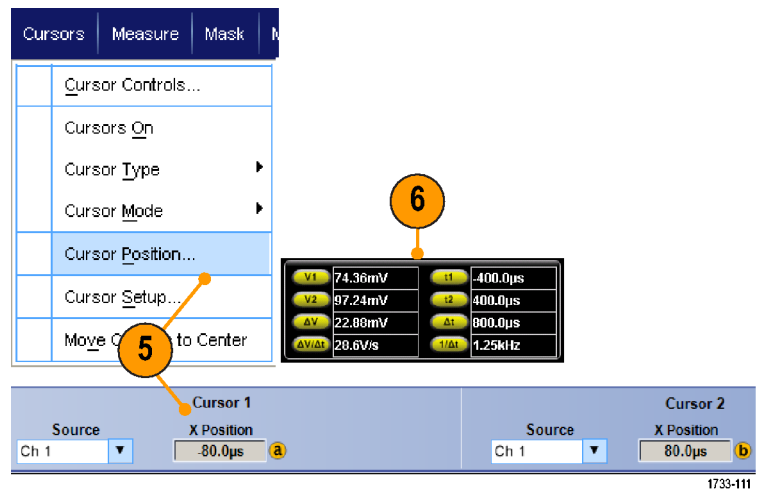 Cursors Measure Mask
Cursor Controls...
Cursors On
Cursor Type
Cursor Mode
Cursor Position...
Cursor Setup...
Move to Center
5
6
V1 74.36mV t1 -400.0µs
V2 97.24mV t2 400.0µs
ΔV 22.88mV Δt 800.0µs
ΔV/Δt 28.6V/s 1/Δt 1.25kHz
Cursor 1 Cursor 2
Source X Position Source X Position
Ch 1 -80.0µs a Ch 1 80.0µs b
1733-111